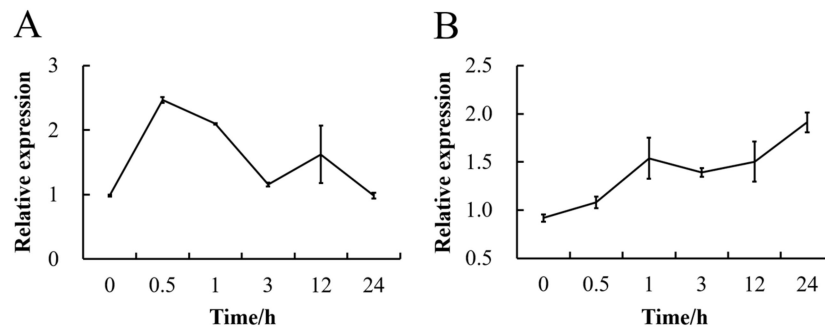 A
Relative expression
3
2
1
0
0 0.5 1 3 12 24
Time/h
B
Relative expression
2.5
2.0
1.5
1.0
0.5
0 0.5 1 3 12 24
Time/h